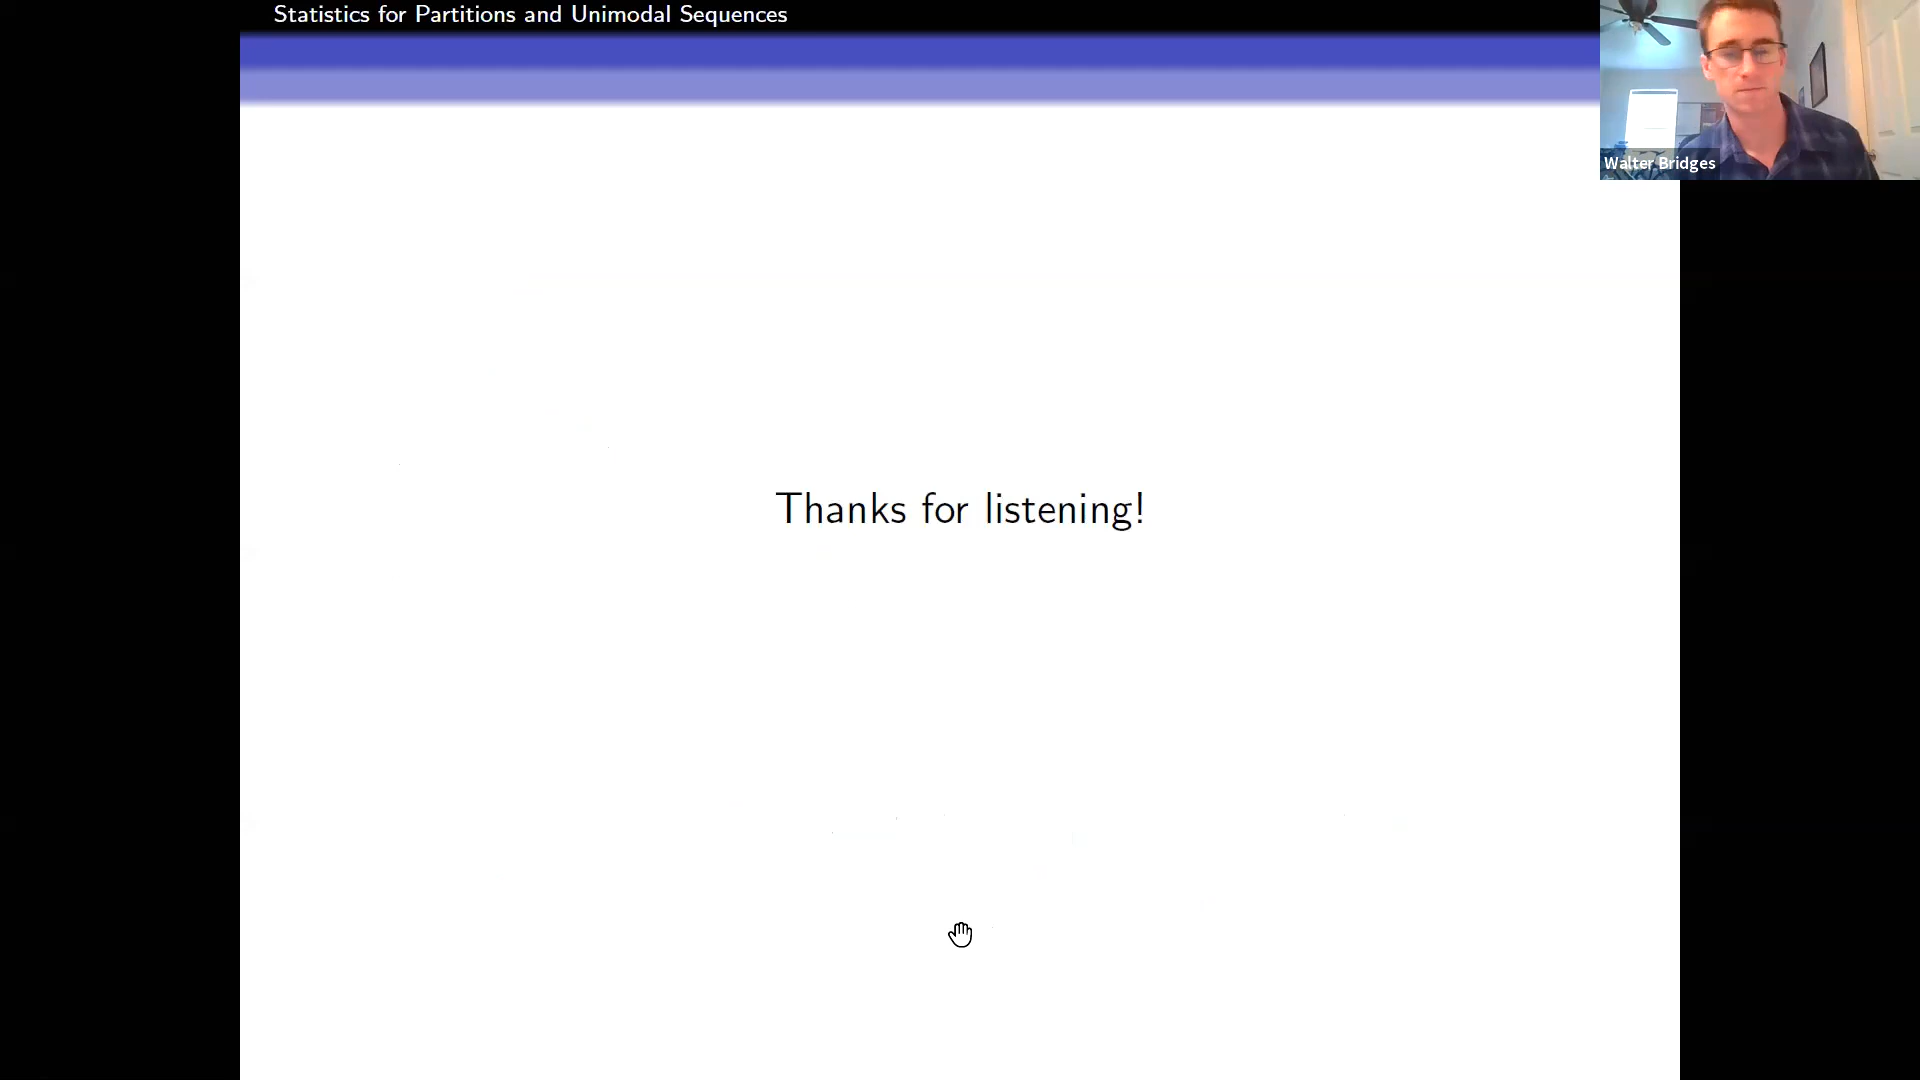 Statistics for Partitions and Unimodal Sequences
Walter Bridges
Thanks for listening!